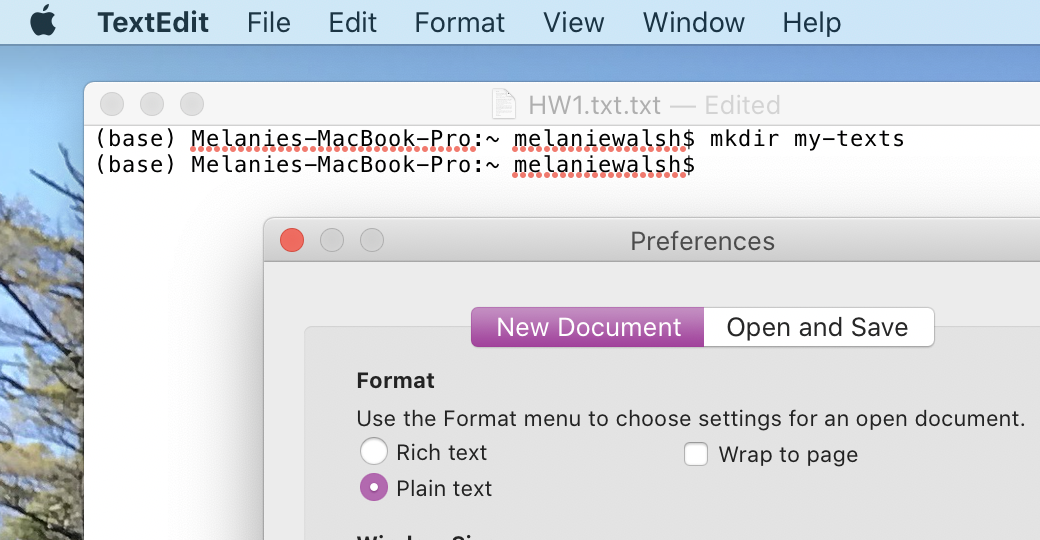 TextEdit File Edit Format View Window Help
HW1.txt.txt — Edited
(base) Melanies-MacBook-Pro:~ melaniewalsh$ mkdir my-texts
(base) Melanies-MacBook-Pro:~ melaniewalsh$
Preferences
New Document Open and Save
Format
Use the Format menu to choose settings for an open document.
Rich text Wrap to page
Plain text